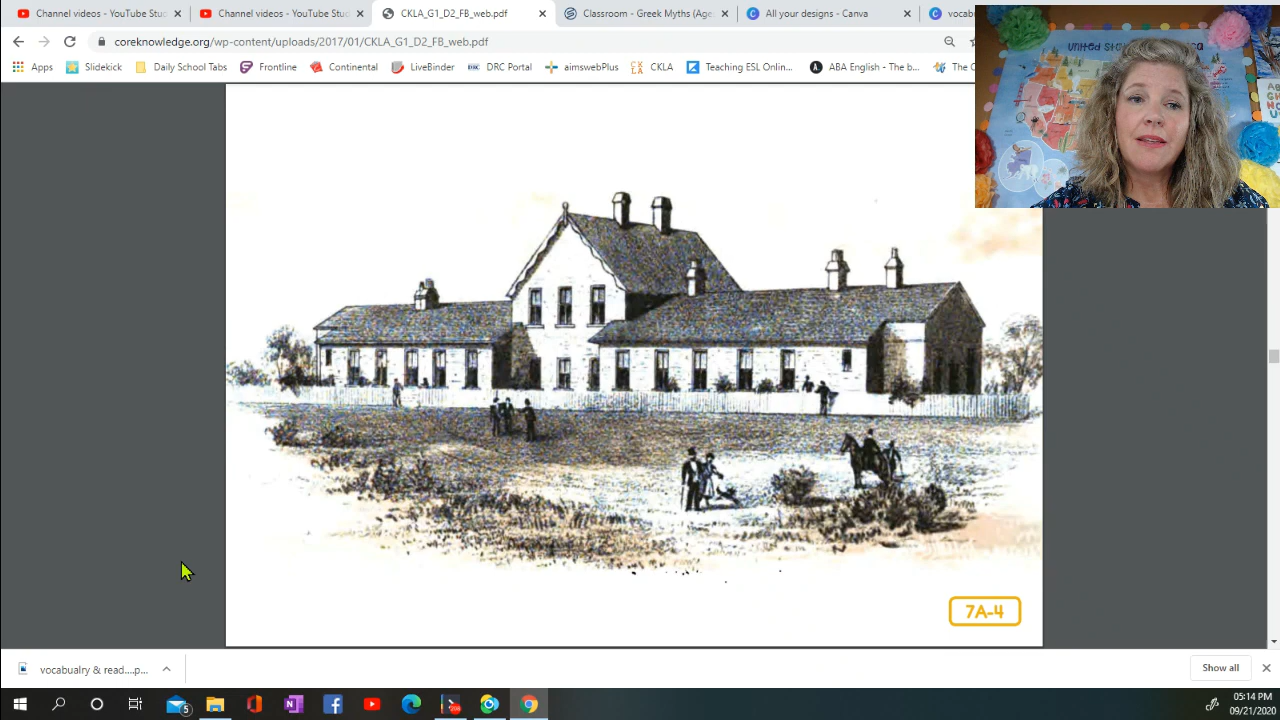 Channel videos - YouTube Stu
Channel videos - YouTube Stu
CKLA_G1_D2_FB_web.pdf
Classroom - Greek Myths (Age
All your designs - Canva
vocabu
coreknowledge.org/wp-content/uploads/2017/01/CKLA_G1_D2_FB_web.pdf
Apps
Slidekick
Daily School Tabs
Frontline
Continental
LiveBinder
DRC Portal
aimswebPlus
CKLA
Teaching ESL Onlin...
ABA English - The b...
The C
7A-4
vocabualry & read....p...
Show all
05:14 PM
09/21/2020